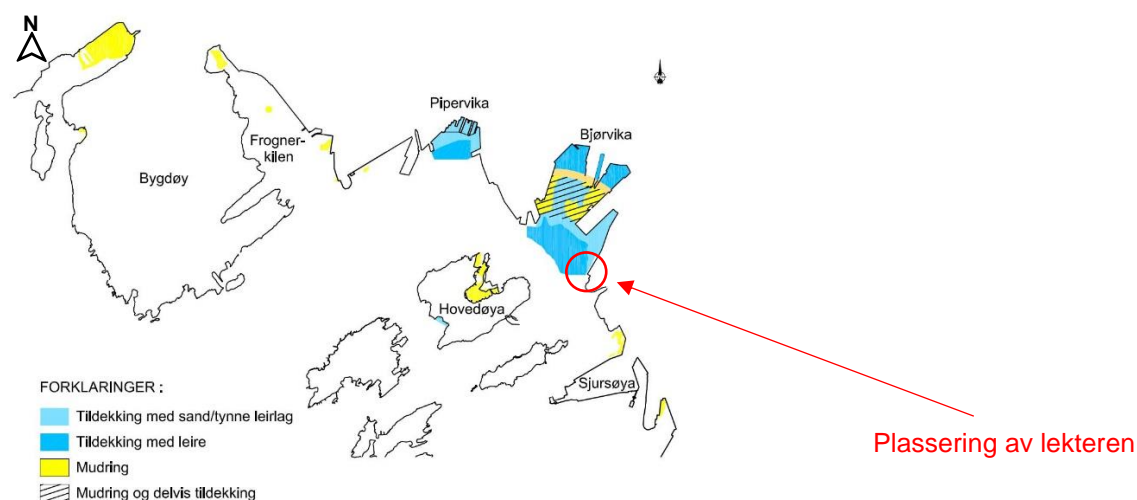 N
Pipervika
Bjørvika
Frogner-
kilen
Bygdøy
Hovedøya
Sjursøya
FORKLARINGER :
Tildekking med sand/tynne leirlag
Tildekking med leire
Mudring
Mudring og delvis tildekking
Plassering av lekteren